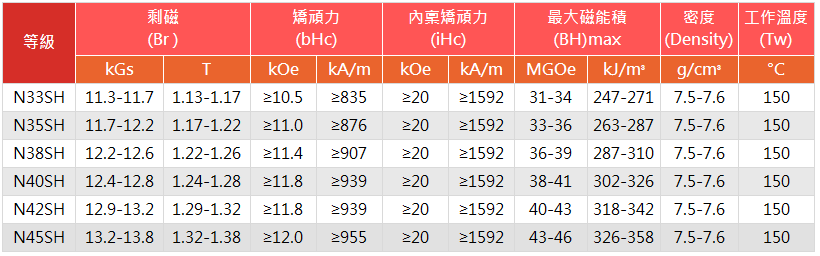 等級 剩磁 (Br) 矯頑力 (bHc) 內稟矯頑力 (iHc) 最大磁能積 (BH)max 密度 (Density) 工作溫度 (Tw)
kGs T kOe kA/m kOe kA/m MGOe kJ/m³ g/cm³ °C
N33SH 11.3-11.7 1.13-1.17 ≥10.5 ≥835 ≥20 ≥1592 31-34 247-271 7.5-7.6 150
N35SH 11.7-12.2 1.17-1.22 ≥11.0 ≥876 ≥20 ≥1592 33-36 263-287 7.5-7.6 150
N38SH 12.2-12.6 1.22-1.26 ≥11.4 ≥907 ≥20 ≥1592 36-39 287-310 7.5-7.6 150
N40SH 12.4-12.8 1.24-1.28 ≥11.8 ≥939 ≥20 ≥1592 38-41 302-326 7.5-7.6 150
N42SH 12.9-13.2 1.29-1.32 ≥11.8 ≥939 ≥20 ≥1592 40-43 318-342 7.5-7.6 150
N45SH 13.2-13.8 1.32-1.38 ≥12.0 ≥955 ≥20 ≥1592 43-46 326-358 7.5-7.6 150